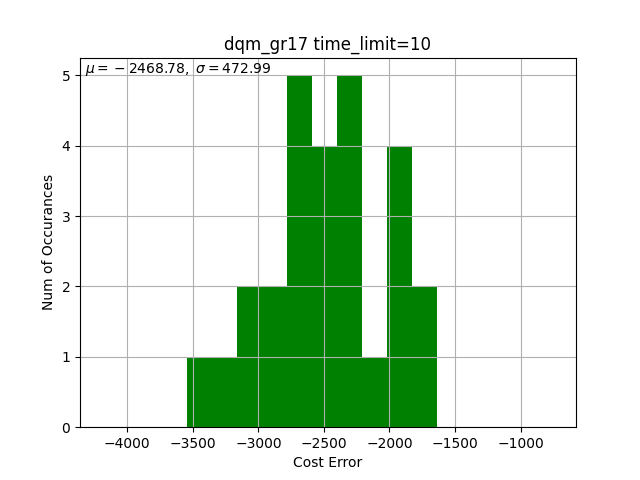 dqm_gr17 time_limit=10
μ = −2468.78, σ = 472.99
5
4
3
2
1
0
Num of Occurances
−4000 −3500 −3000 −2500 −2000 −1500 −1000
Cost Error